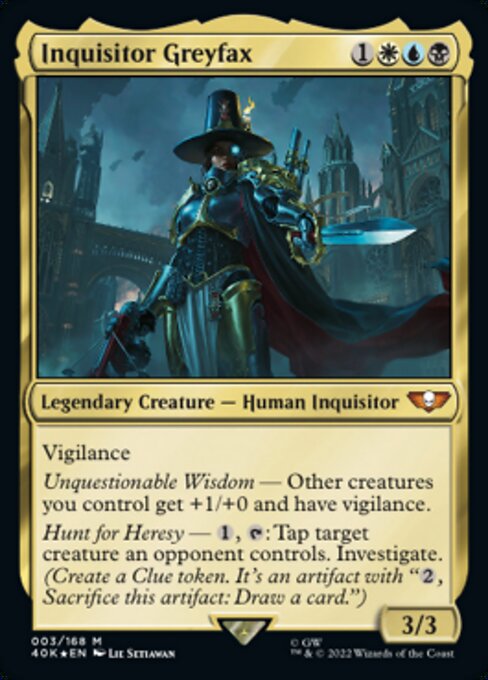 Inquisitor Greyfax 1
Legendary Creature — Human Inquisitor
Vigilance
Unquestionable Wisdom — Other creatures
you control get +1/+0 and have vigilance.
Hunt for Heresy — 1, : Tap target
creature an opponent controls. Investigate.
(Create a Clue token. It's an artifact with “2,
Sacrifice this artifact: Draw a card.”)
3/3
003/168 M
40K★EN Lie Setiawan
© GW
™ & © 2022 Wizards of the Coast